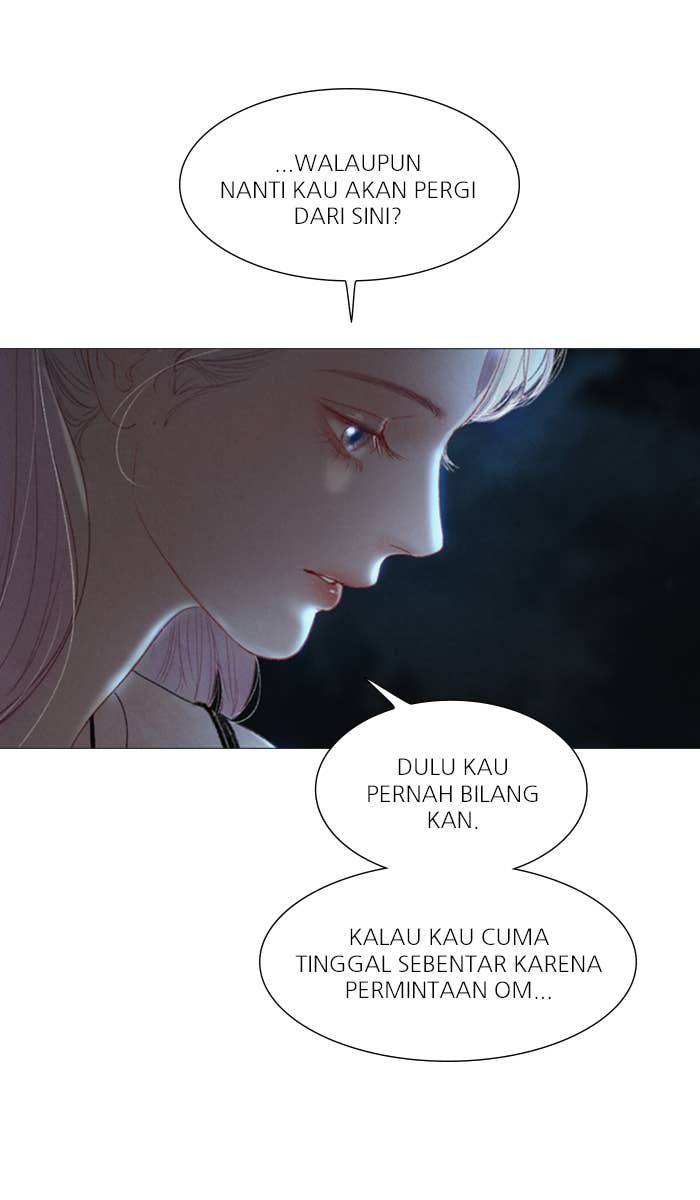 ...WALAUPUN
NANTI KAU AKAN PERGI
DARI SINI?
DULU KAU
PERNAH BILANG
KAN.
KALAU KAU CUMA
TINGGAL SEBENTAR KARENA
PERMINTAAN OM...